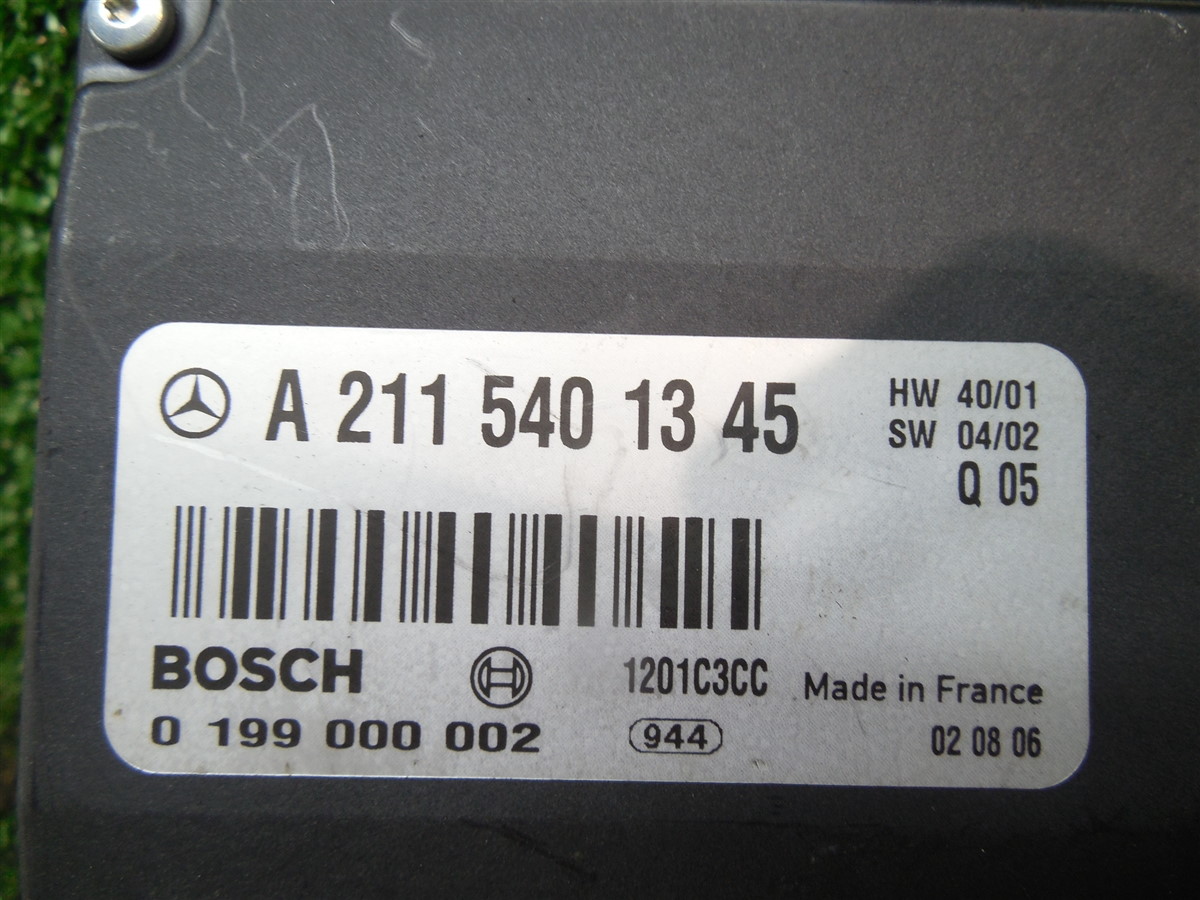 A 211 540 13 45
HW 40/01
SW 04/02
Q 05
BOSCH
1201C3CC
Made in France
0 199 000 002
944
02 08 06